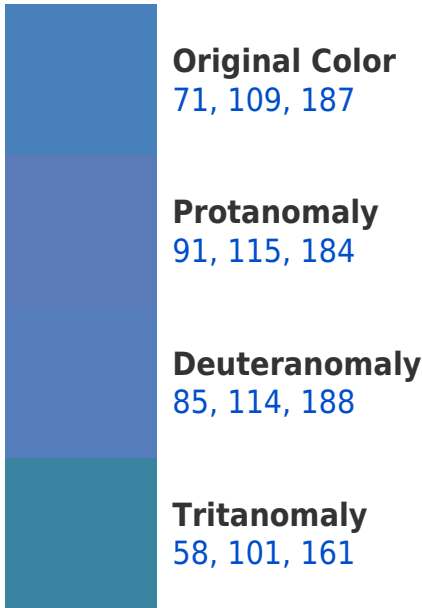 Original Color
71, 109, 187
Protanomaly
91, 115, 184
Deuteranomaly
85, 114, 188
Tritanomaly
58, 101, 161